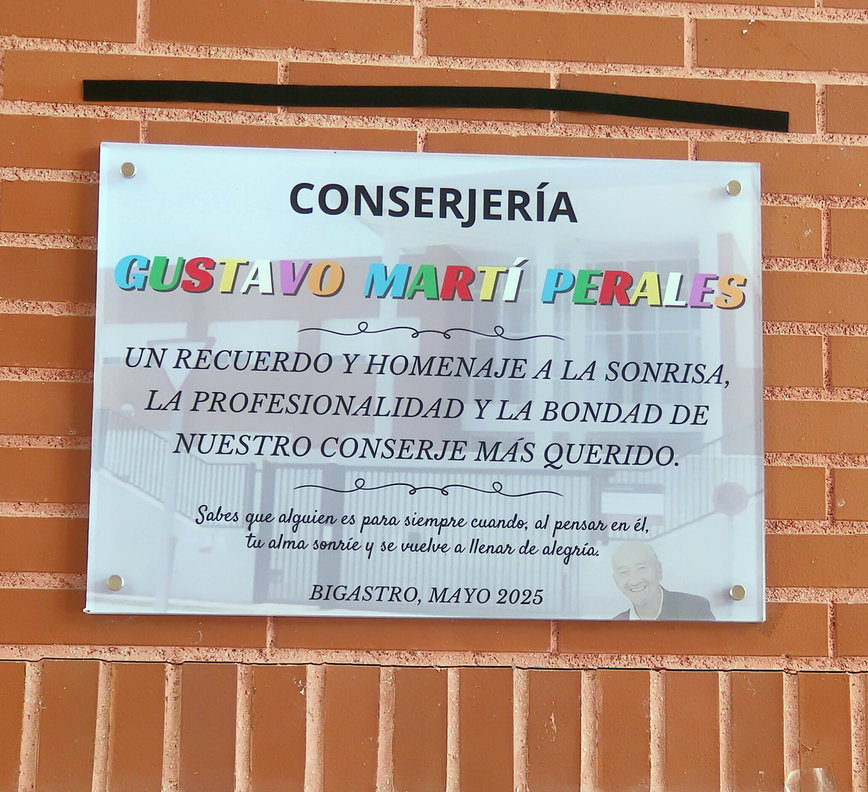 CONSERJERÍA
GUSTAVO MARTÍ PERALES
UN RECUERDO Y HOMENAJE A LA SONRISA,
LA PROFESIONALIDAD Y LA BONDAD DE
NUESTRO CONSERJE MÁS QUERIDO.
Sabes que alguien es para siempre cuando, al pensar en él,
tu alma sonríe y se vuelve a llenar de alegría.
BIGASTRO, MAYO 2025